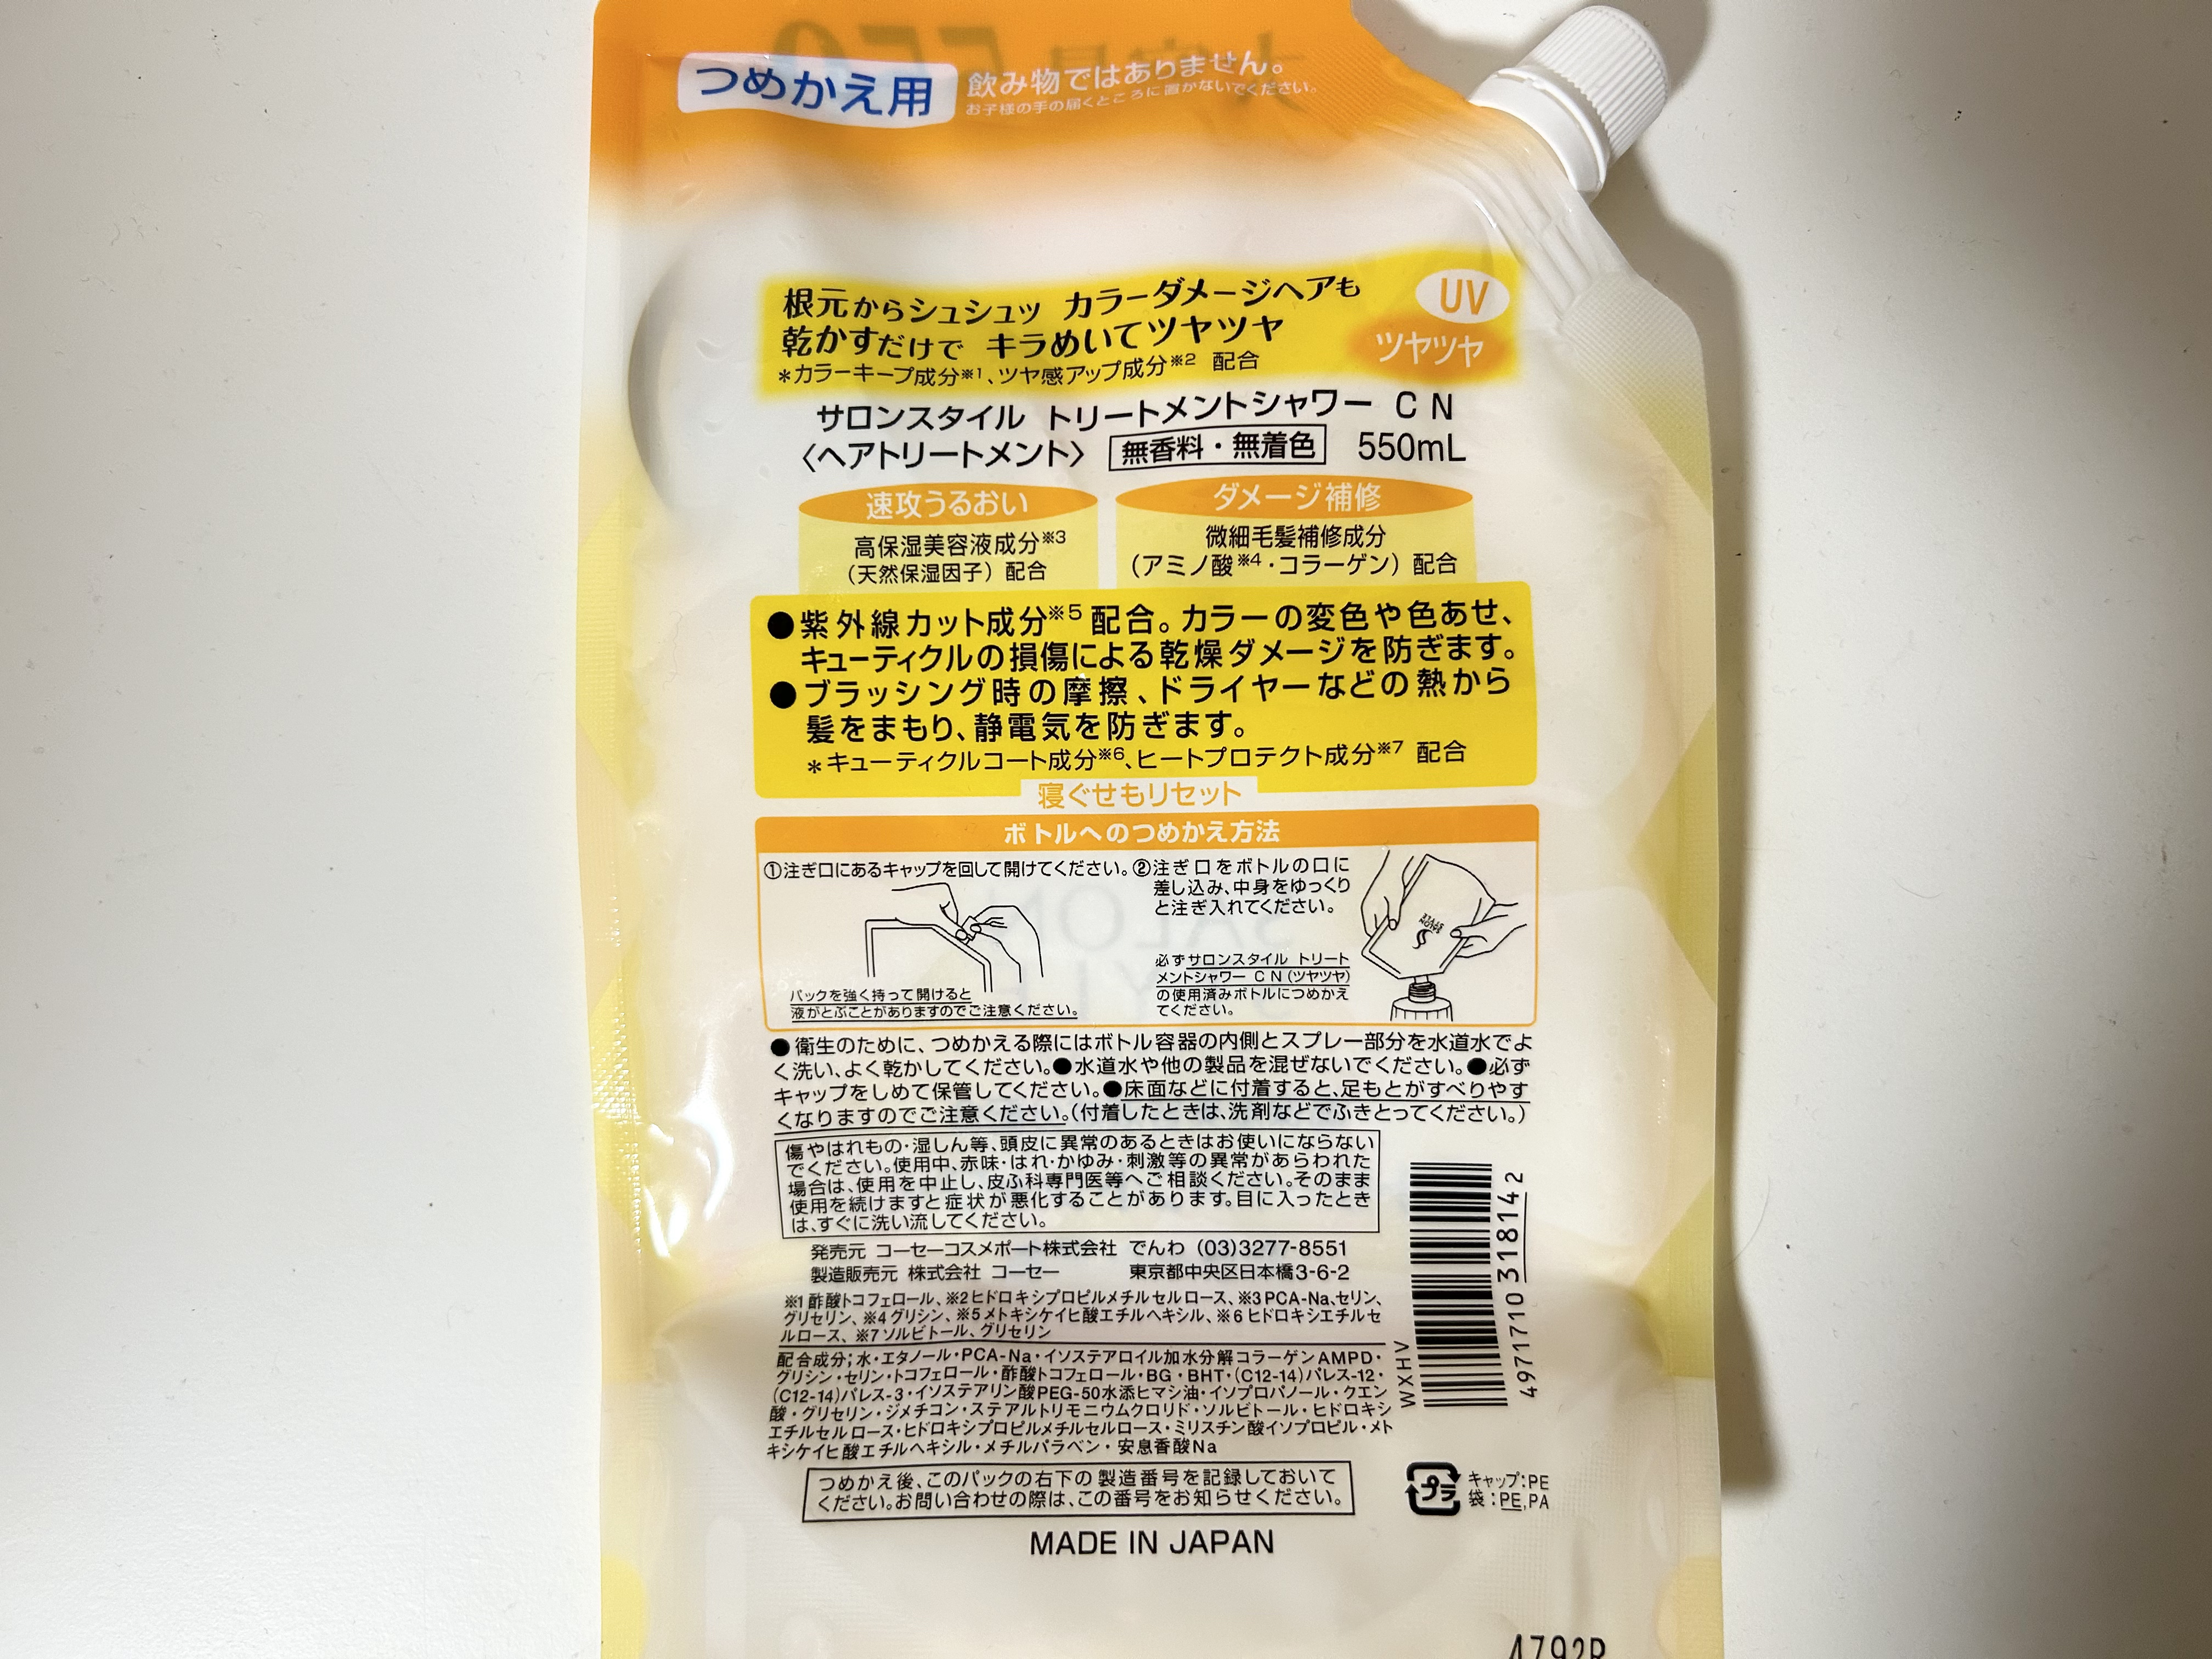 つめかえ用
飲み物ではありません。
お子様の手の届くところに置かないでください。
根元からシュシュッ カラーダメージヘアも
乾かすだけで キラめいてツヤツヤ
*カラーキープ成分※1、ツヤ感アップ成分※2 配合
UV
ツヤツヤ
サロンスタイル トリートメントシャワー C N
〈ヘアトリートメント〉 無香料・無着色 550mL
速攻うるおい
高保湿美容液成分※3
(天然保湿因子)配合
ダメージ補修
微細毛髪補修成分
(アミノ酸※4・コラーゲン)配合
●紫外線カット成分※5配合。カラーの変色や色あせ、
キューティクルの損傷による乾燥ダメージを防ぎます。
●ブラッシング時の摩擦、ドライヤーなどの熱から
髪をまもり、静電気を防ぎます。
*キューティクルコート成分※6、ヒートプロテクト成分※7 配合
寝ぐせもリセット
ボトルへのつめかえ方法
①注ぎ口にあるキャップを回して開けてください。
パックを強く持って開けると
液がとぶことがありますのでご注意ください。
②注ぎ口をボトルの口に
差し込み、中身をゆっくり
と注ぎ入れてください。
必ずサロンスタイル トリート
メントシャワー C N(ツヤツヤ)
の使用済みボトルにつめかえ
てください。
●衛生のために、つめかえる際にはボトル容器の内側とスプレー部分を水道水でよ
く洗い、よく乾かしてください。●水道水や他の製品を混ぜないでください。●必ず
キャップをしめて保管してください。●床面などに付着すると、足もとがすべりやす
くなりますのでご注意ください。(付着したときは、洗剤などでふきとってください。)
傷やはれもの・湿しん等、頭皮に異常のあるときはお使いにならない
でください。使用中、赤味・はれ・かゆみ・刺激等の異常があらわれた
場合は、使用を中止し、皮ふ科専門医等へご相談ください。そのまま
使用を続けますと症状が悪化することがあります。目に入ったとき
は、すぐに洗い流してください。
発売元 コーセーコスメポート株式会社 でんわ (03)3277-8551
製造販売元 株式会社 コーセー 東京都中央区日本橋3-6-2
※1酢酸トコフェロール、※2ヒドロキシプロピルメチルセルロース、※3PCA-Na、セリン、
グリセリン、※4グリシン、※5メトキシケイヒ酸エチルヘキシル、※6ヒドロキシエチルセ
ルロース、※7ソルビトール、グリセリン
配合成分;水・エタノール・PCA-Na・イソステアロイル加水分解コラーゲンAMPD・
グリシン・セリン・トコフェロール・酢酸トコフェロール・BG・BHT・(C12-14)パレス-12・
(C12-14)パレス-3・イソステアリン酸PEG-50水添ヒマシ油・イソプロパノール・クエン
酸・グリセリン・ジメチコン・ステアルトリモニウムクロリド・ソルビトール・ヒドロキシ
エチルセルロース・ヒドロキシプロピルメチルセルロース・ミリスチン酸イソプロピル・メト
キシケイヒ酸エチルヘキシル・メチルパラベン・安息香酸Na
WXHV
4971710 318142
つめかえ後、このパックの右下の製造番号を記録しておいて
ください。お問い合わせの際は、この番号をお知らせください。
プラ
キャップ:PE
袋:PE,PA
MADE IN JAPAN